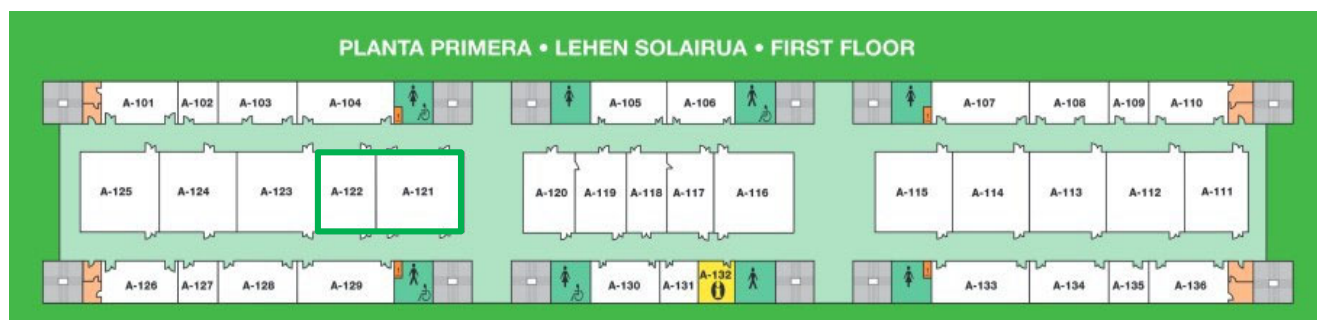 PLANTA PRIMERA • LEHEN SOLAIRUA • FIRST FLOOR
A-101 A-102 A-103 A-104 A-105 A-106 A-107 A-108 A-109 A-110
A-125 A-124 A-123 A-122 A-121 A-120 A-119 A-118 A-117 A-116 A-115 A-114 A-113 A-112 A-111
A-132
A-126 A-127 A-128 A-129 A-130 A-131 A-133 A-134 A-135 A-136